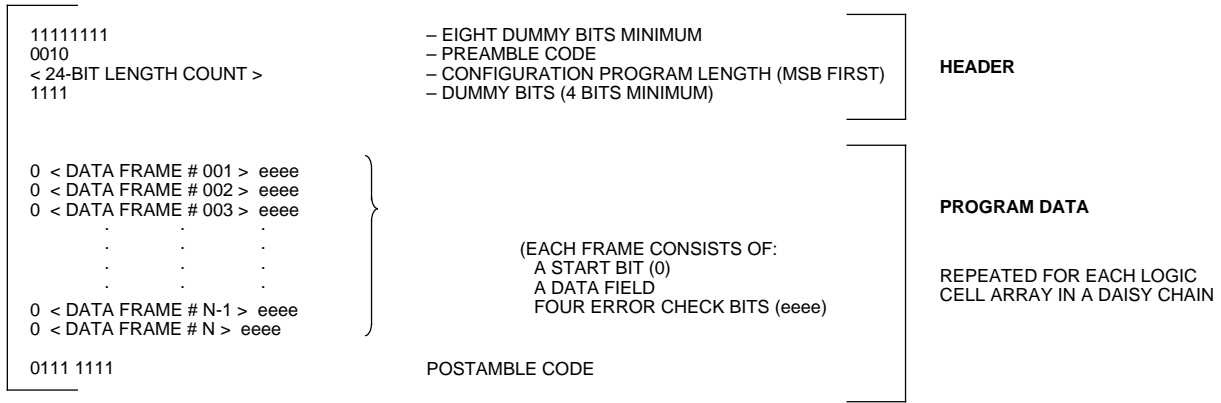 11111111 – EIGHT DUMMY BITS MINIMUM
0010 – PREAMBLE CODE
< 24-BIT LENGTH COUNT > – CONFIGURATION PROGRAM LENGTH (MSB FIRST)
1111 – DUMMY BITS (4 BITS MINIMUM)
HEADER
0 < DATA FRAME # 001 > eeee
0 < DATA FRAME # 002 > eeee
0 < DATA FRAME # 003 > eeee
. . .
. . .
. . .
. . .
0 < DATA FRAME # N-1 > eeee
0 < DATA FRAME # N > eeee
(EACH FRAME CONSISTS OF:
A START BIT (0)
A DATA FIELD
FOUR ERROR CHECK BITS (eeee)
PROGRAM DATA
REPEATED FOR EACH LOGIC
CELL ARRAY IN A DAISY CHAIN
0111 1111 POSTAMBLE CODE